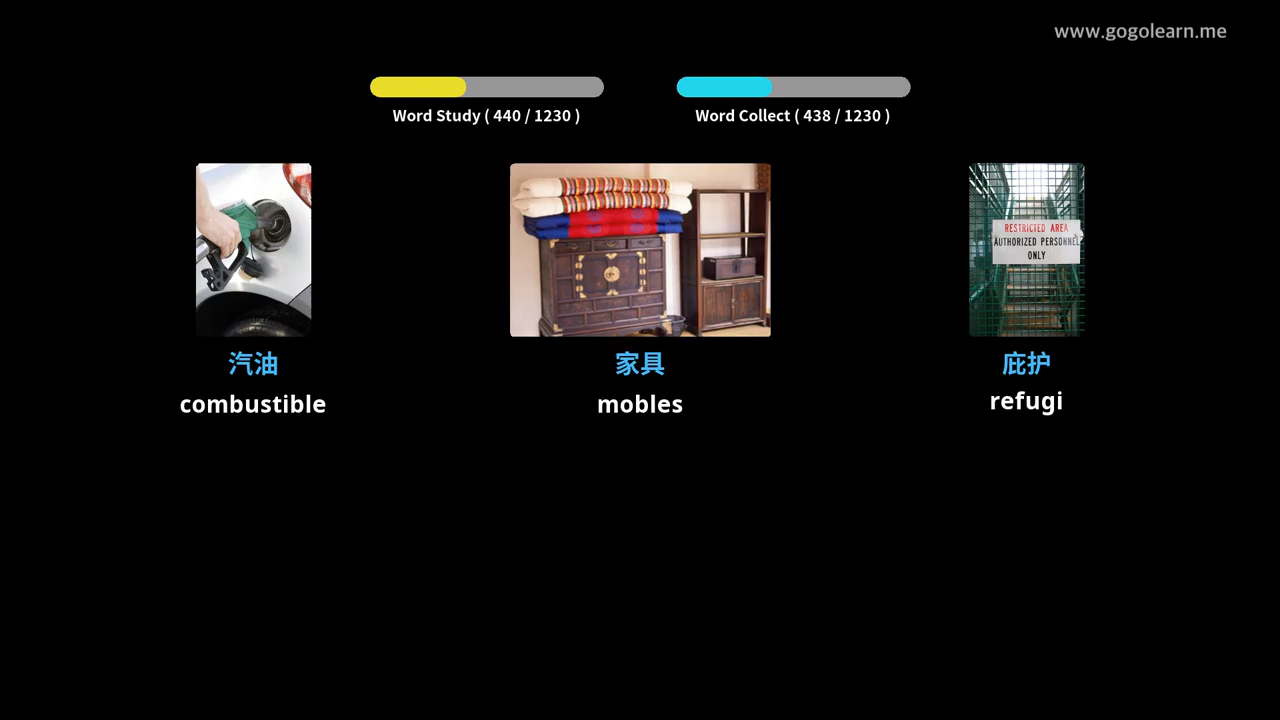 www.gogolearn.me
Word Study ( 440 / 1230 )
Word Collect ( 438 / 1230 )
RESTRICTED AREA
AUTHORIZED PERSONNEL
ONLY
汽油
家具
庇护
combustible
mobles
refugi